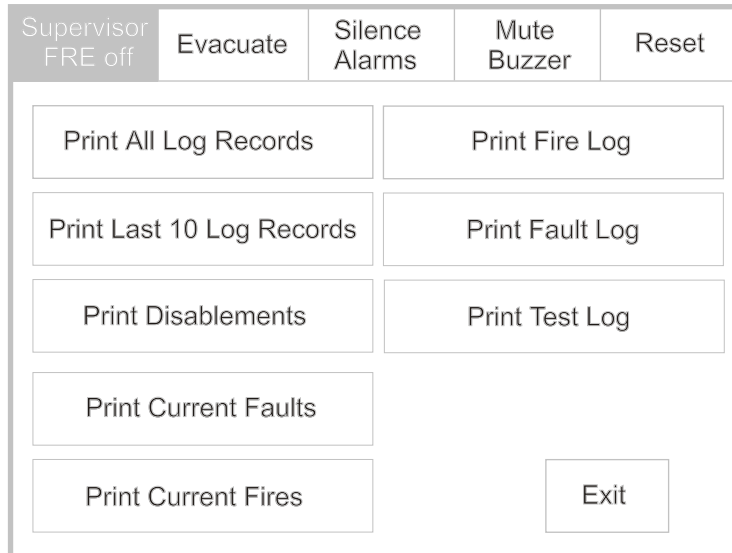 Supervisor
FRE off
Evacuate
Silence
Alarms
Mute
Buzzer
Reset
Print All Log Records
Print Fire Log
Print Last 10 Log Records
Print Fault Log
Print Disablements
Print Test Log
Print Current Faults
Print Current Fires
Exit